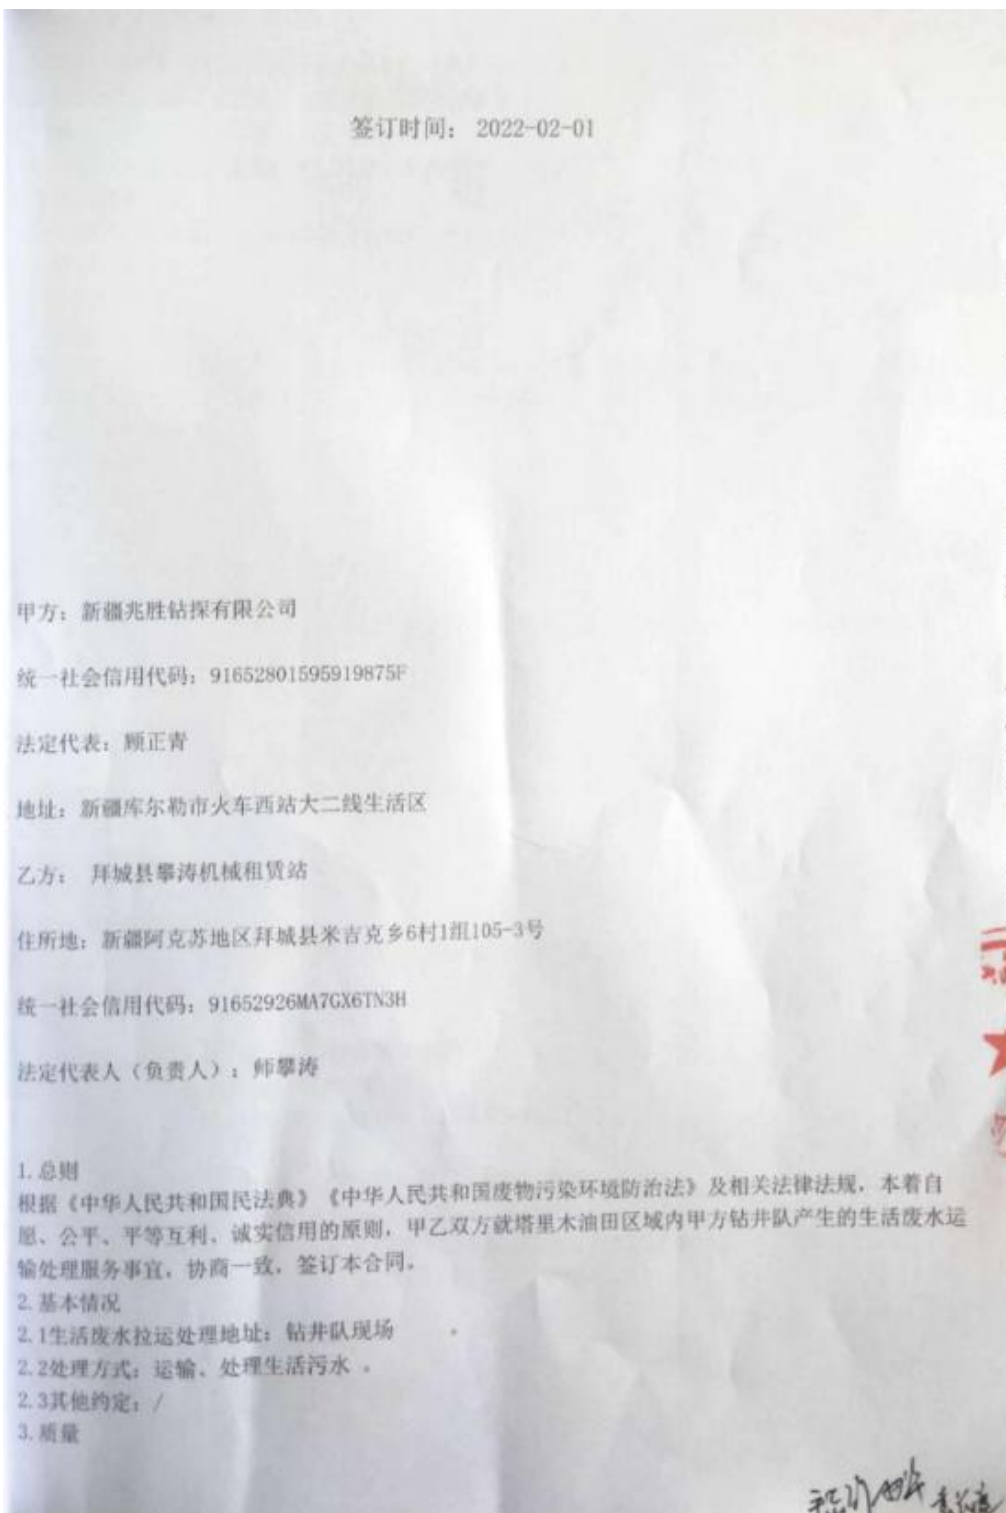 签订时间： 2022-02-01
甲方：新疆兆胜钻探有限公司
统一社会信用代码：91652801595919875F
法定代表：顾正青
地址：新疆库尔勒市火车西站大二线生活区
乙方： 拜城县攀涛机械租赁站
住所地：新疆阿克苏地区拜城县米吉克乡6村1组105-3号
统一社会信用代码：91652926MA7GX6TN3H
法定代表人（负责人）：师攀涛
1.总则
根据《中华人民共和国民法典》《中华人民共和国废物污染环境防治法》及相关法律法规，本着自
愿、公平、平等互利、诚实信用的原则，甲乙双方就塔里木油田区域内甲方钻井队产生的生活废水运
输处理服务事宜，协商一致，签订本合同。
2.基本情况
2.1生活废水拉运处理地址：钻井队现场 。
2.2处理方式：运输、处理生活污水 。
2.3其他约定：/
3.质量